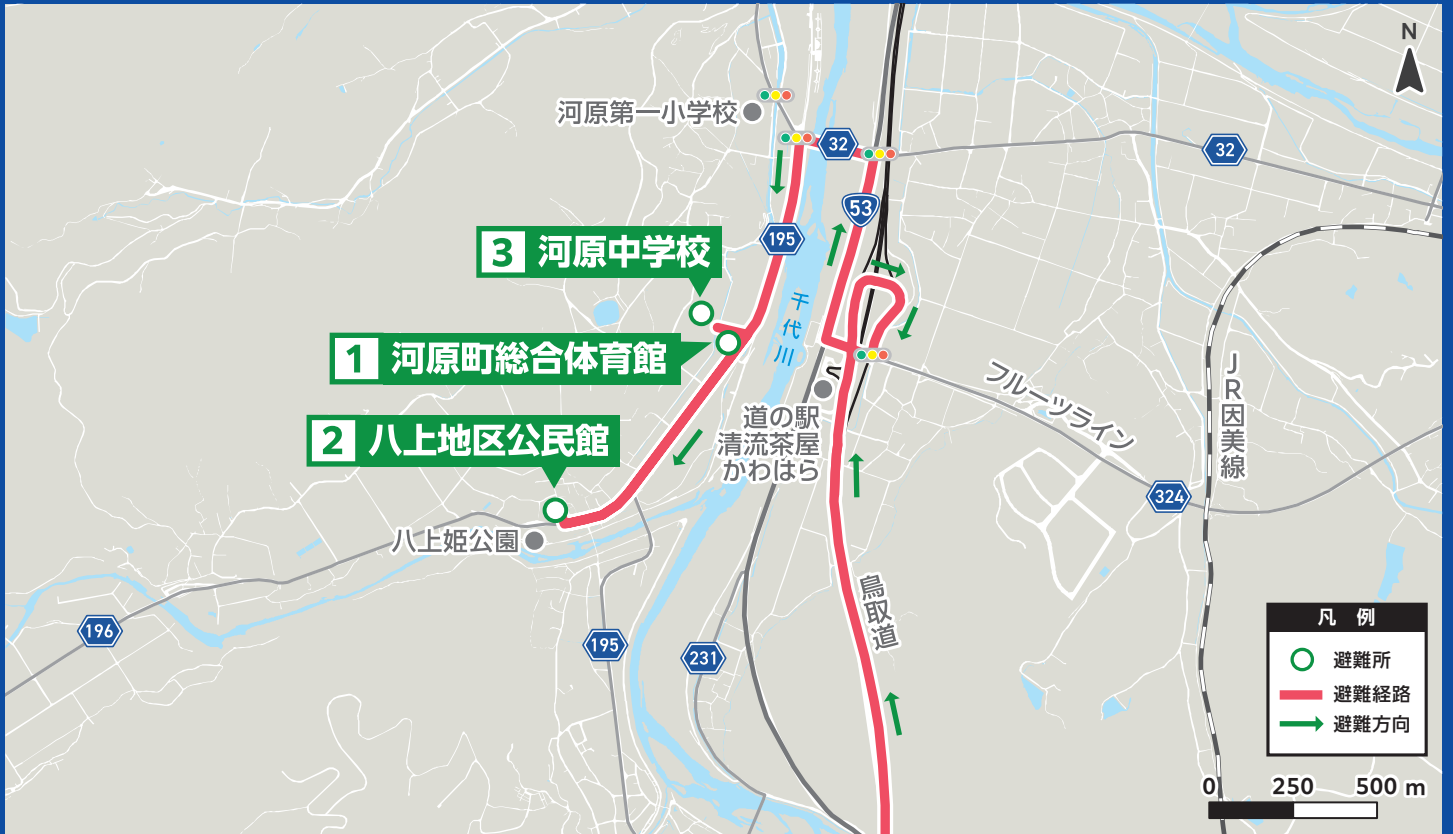 N
河原第一小学校
32
32
53
195
3 河原中学校
千代川
1 河原町総合体育館
フルーツライン
JR因美線
道の駅
清流茶屋
かわはら
2 八上地区公民館
324
八上姫公園
鳥取道
196
195
231
凡 例
避難所
避難経路
避難方向
0 250 500 m